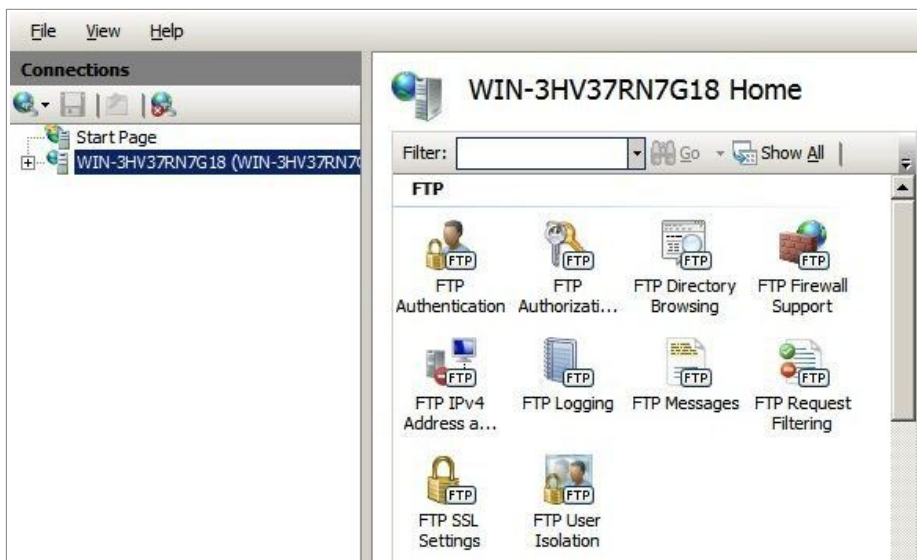 File View Help
Connections
Start Page
WIN-3HV37RN7G18 (WIN-3HV37RN7
WIN-3HV37RN7G18 Home
Filter: Go Show All
FTP
FTP Authentication
FTP Authorizati...
FTP Directory Browsing
FTP Firewall Support
FTP IPv4 Address a...
FTP Logging
FTP Messages
FTP Request Filtering
FTP SSL Settings
FTP User Isolation